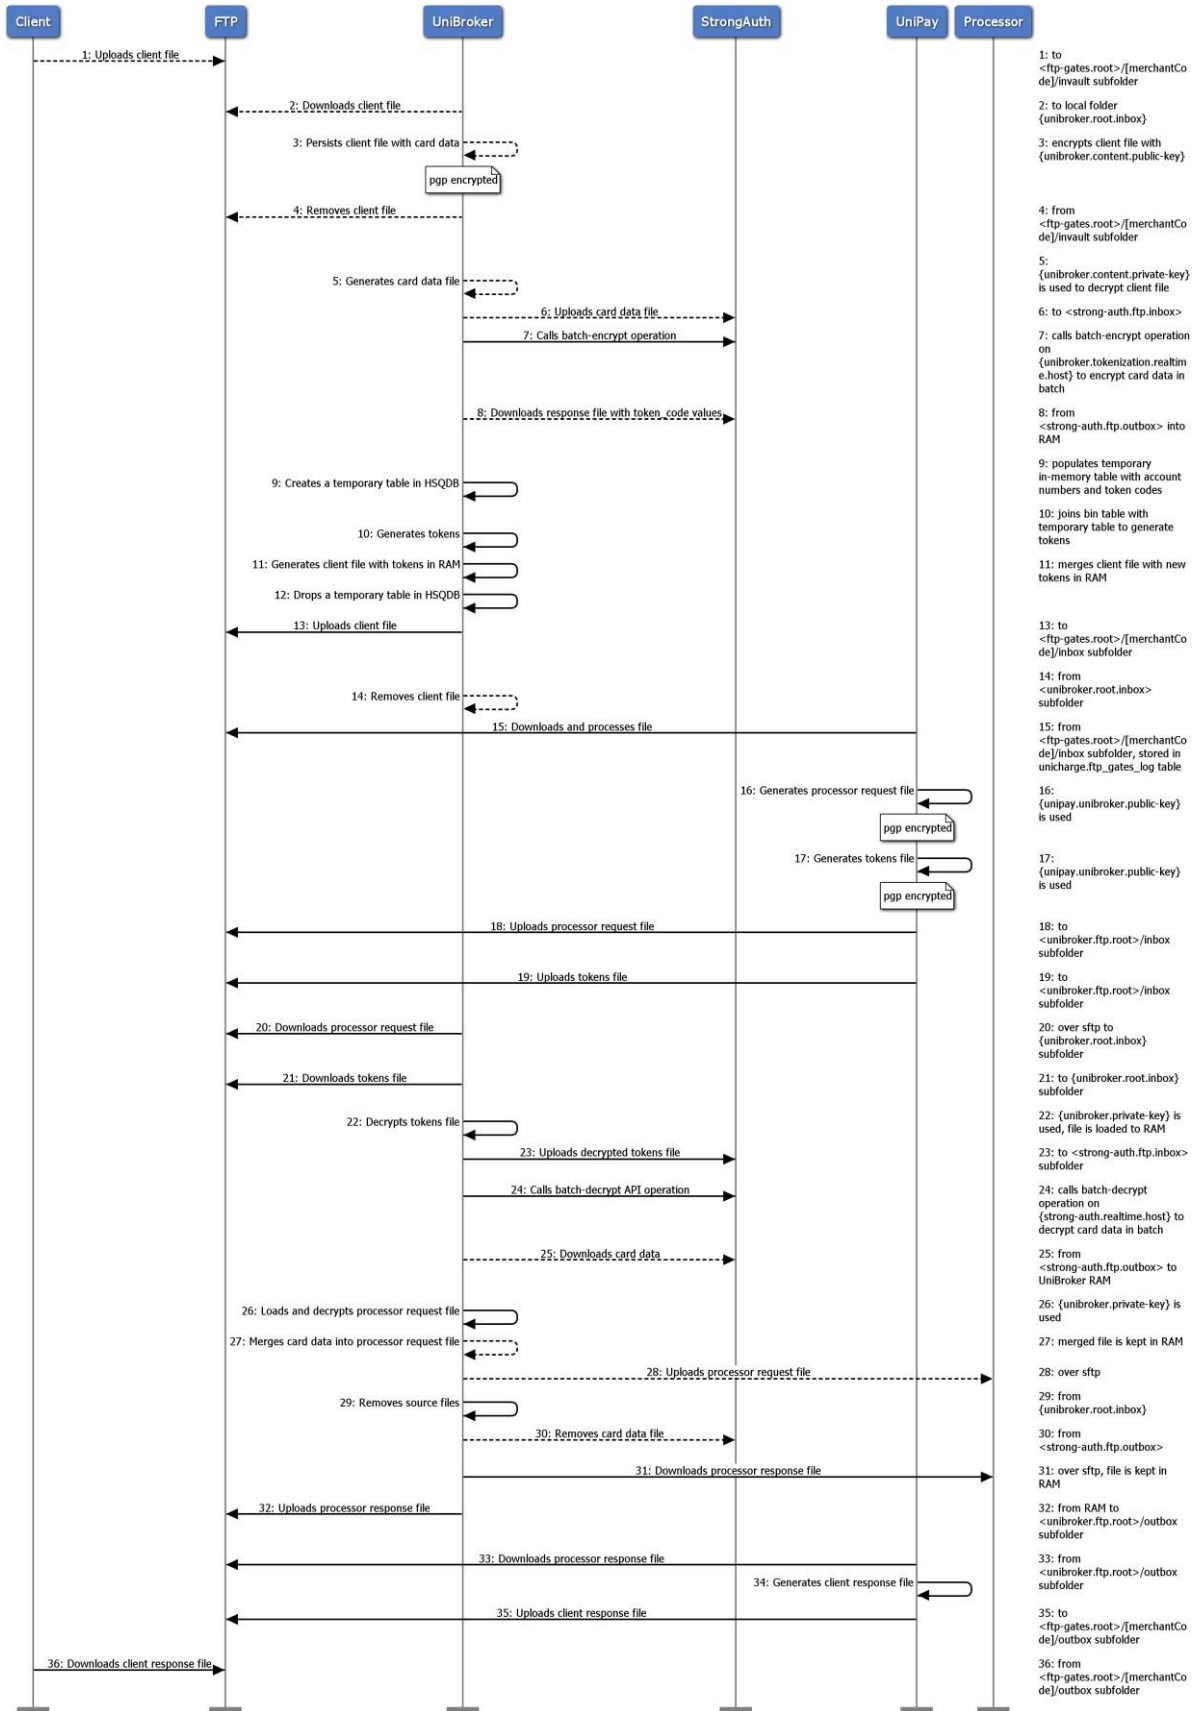 Client
FTP
UniBroker
StrongAuth
UniPay
Processor
1: Uploads client file
1: to
<ftp-gates.root>/[merchantCo
de]/invault subfolder
2: Downloads client file
2: to local folder
{unibroker.root.inbox}
3: Persists client file with card data
3: encrypts client file with
{unibroker.content.public-key}
pgp encrypted
4: Removes client file
4: from
<ftp-gates.root>/[merchantCo
de]/invault subfolder
5: Generates card data file
5:
{unibroker.content.private-key}
is used to decrypt client file
6: Uploads card data file
6: to <strong-auth.ftp.inbox>
7: Calls batch-encrypt operation
7: calls batch-encrypt operation
on
{unibroker.tokenization.realtim
e.host} to encrypt card data in
batch
8: Downloads response file with token_code values
8: from
<strong-auth.ftp.outbox> into
RAM
9: Creates a temporary table in HSQDB
9: populates temporary
in-memory table with account
numbers and token codes
10: Generates tokens
10: joins bin table with
temporary table to generate
tokens
11: Generates client file with tokens in RAM
11: merges client file with new
tokens in RAM
12: Drops a temporary table in HSQDB
13: Uploads client file
13: to
<ftp-gates.root>/[merchantCo
de]/inbox subfolder
14: Removes client file
14: from
<unibroker.root.inbox>
subfolder
15: Downloads and processes file
15: from
<ftp-gates.root>/[merchantCo
de]/inbox subfolder, stored in
unicharge.ftp_gates_log table
16: Generates processor request file
16:
{unipay.unibroker.public-key}
is used
pgp encrypted
17: Generates tokens file
17:
{unipay.unibroker.public-key}
is used
pgp encrypted
18: Uploads processor request file
18: to
<unibroker.ftp.root>/inbox
subfolder
19: Uploads tokens file
19: to
<unibroker.ftp.root>/inbox
subfolder
20: Downloads processor request file
20: over sftp to
{unibroker.root.inbox}
subfolder
21: Downloads tokens file
21: to {unibroker.root.inbox}
subfolder
22: Decrypts tokens file
22: {unibroker.private-key} is
used, file is loaded to RAM
23: Uploads decrypted tokens file
23: to <strong-auth.ftp.inbox>
subfolder
24: Calls batch-decrypt API operation
24: calls batch-decrypt
operation on
{strong-auth.realtime.host} to
decrypt card data in batch
25: Downloads card data
25: from
<strong-auth.ftp.outbox> to
UniBroker RAM
26: Loads and decrypts processor request file
26: {unibroker.private-key} is
used
27: Merges card data into processor request file
27: merged file is kept in RAM
28: Uploads processor request file
28: over sftp
29: Removes source files
29: from
{unibroker.root.inbox}
30: Removes card data file
30: from
<strong-auth.ftp.outbox>
31: Downloads processor response file
31: over sftp, file is kept in
RAM
32: Uploads processor response file
32: from RAM to
<unibroker.ftp.root>/outbox
subfolder
33: Downloads processor response file
33: from
<unibroker.ftp.root>/outbox
subfolder
34: Generates client response file
35: Uploads client response file
35: to
<ftp-gates.root>/[merchantCo
de]/outbox subfolder
36: Downloads client response file
36: from
<ftp-gates.root>/[merchantCo
de]/outbox subfolder